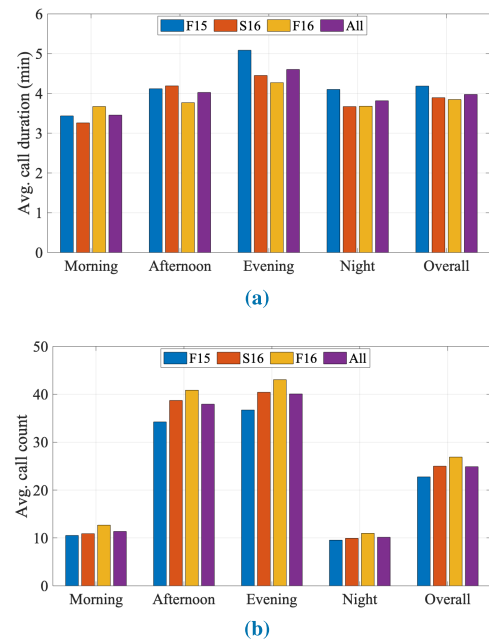 F15 S16 F16 All
Avg. call duration (min)
6
5
4
3
2
1
0
Morning Afternoon Evening Night Overall
(a)
F15 S16 F16 All
Avg. call count
50
40
30
20
10
0
Morning Afternoon Evening Night Overall
(b)